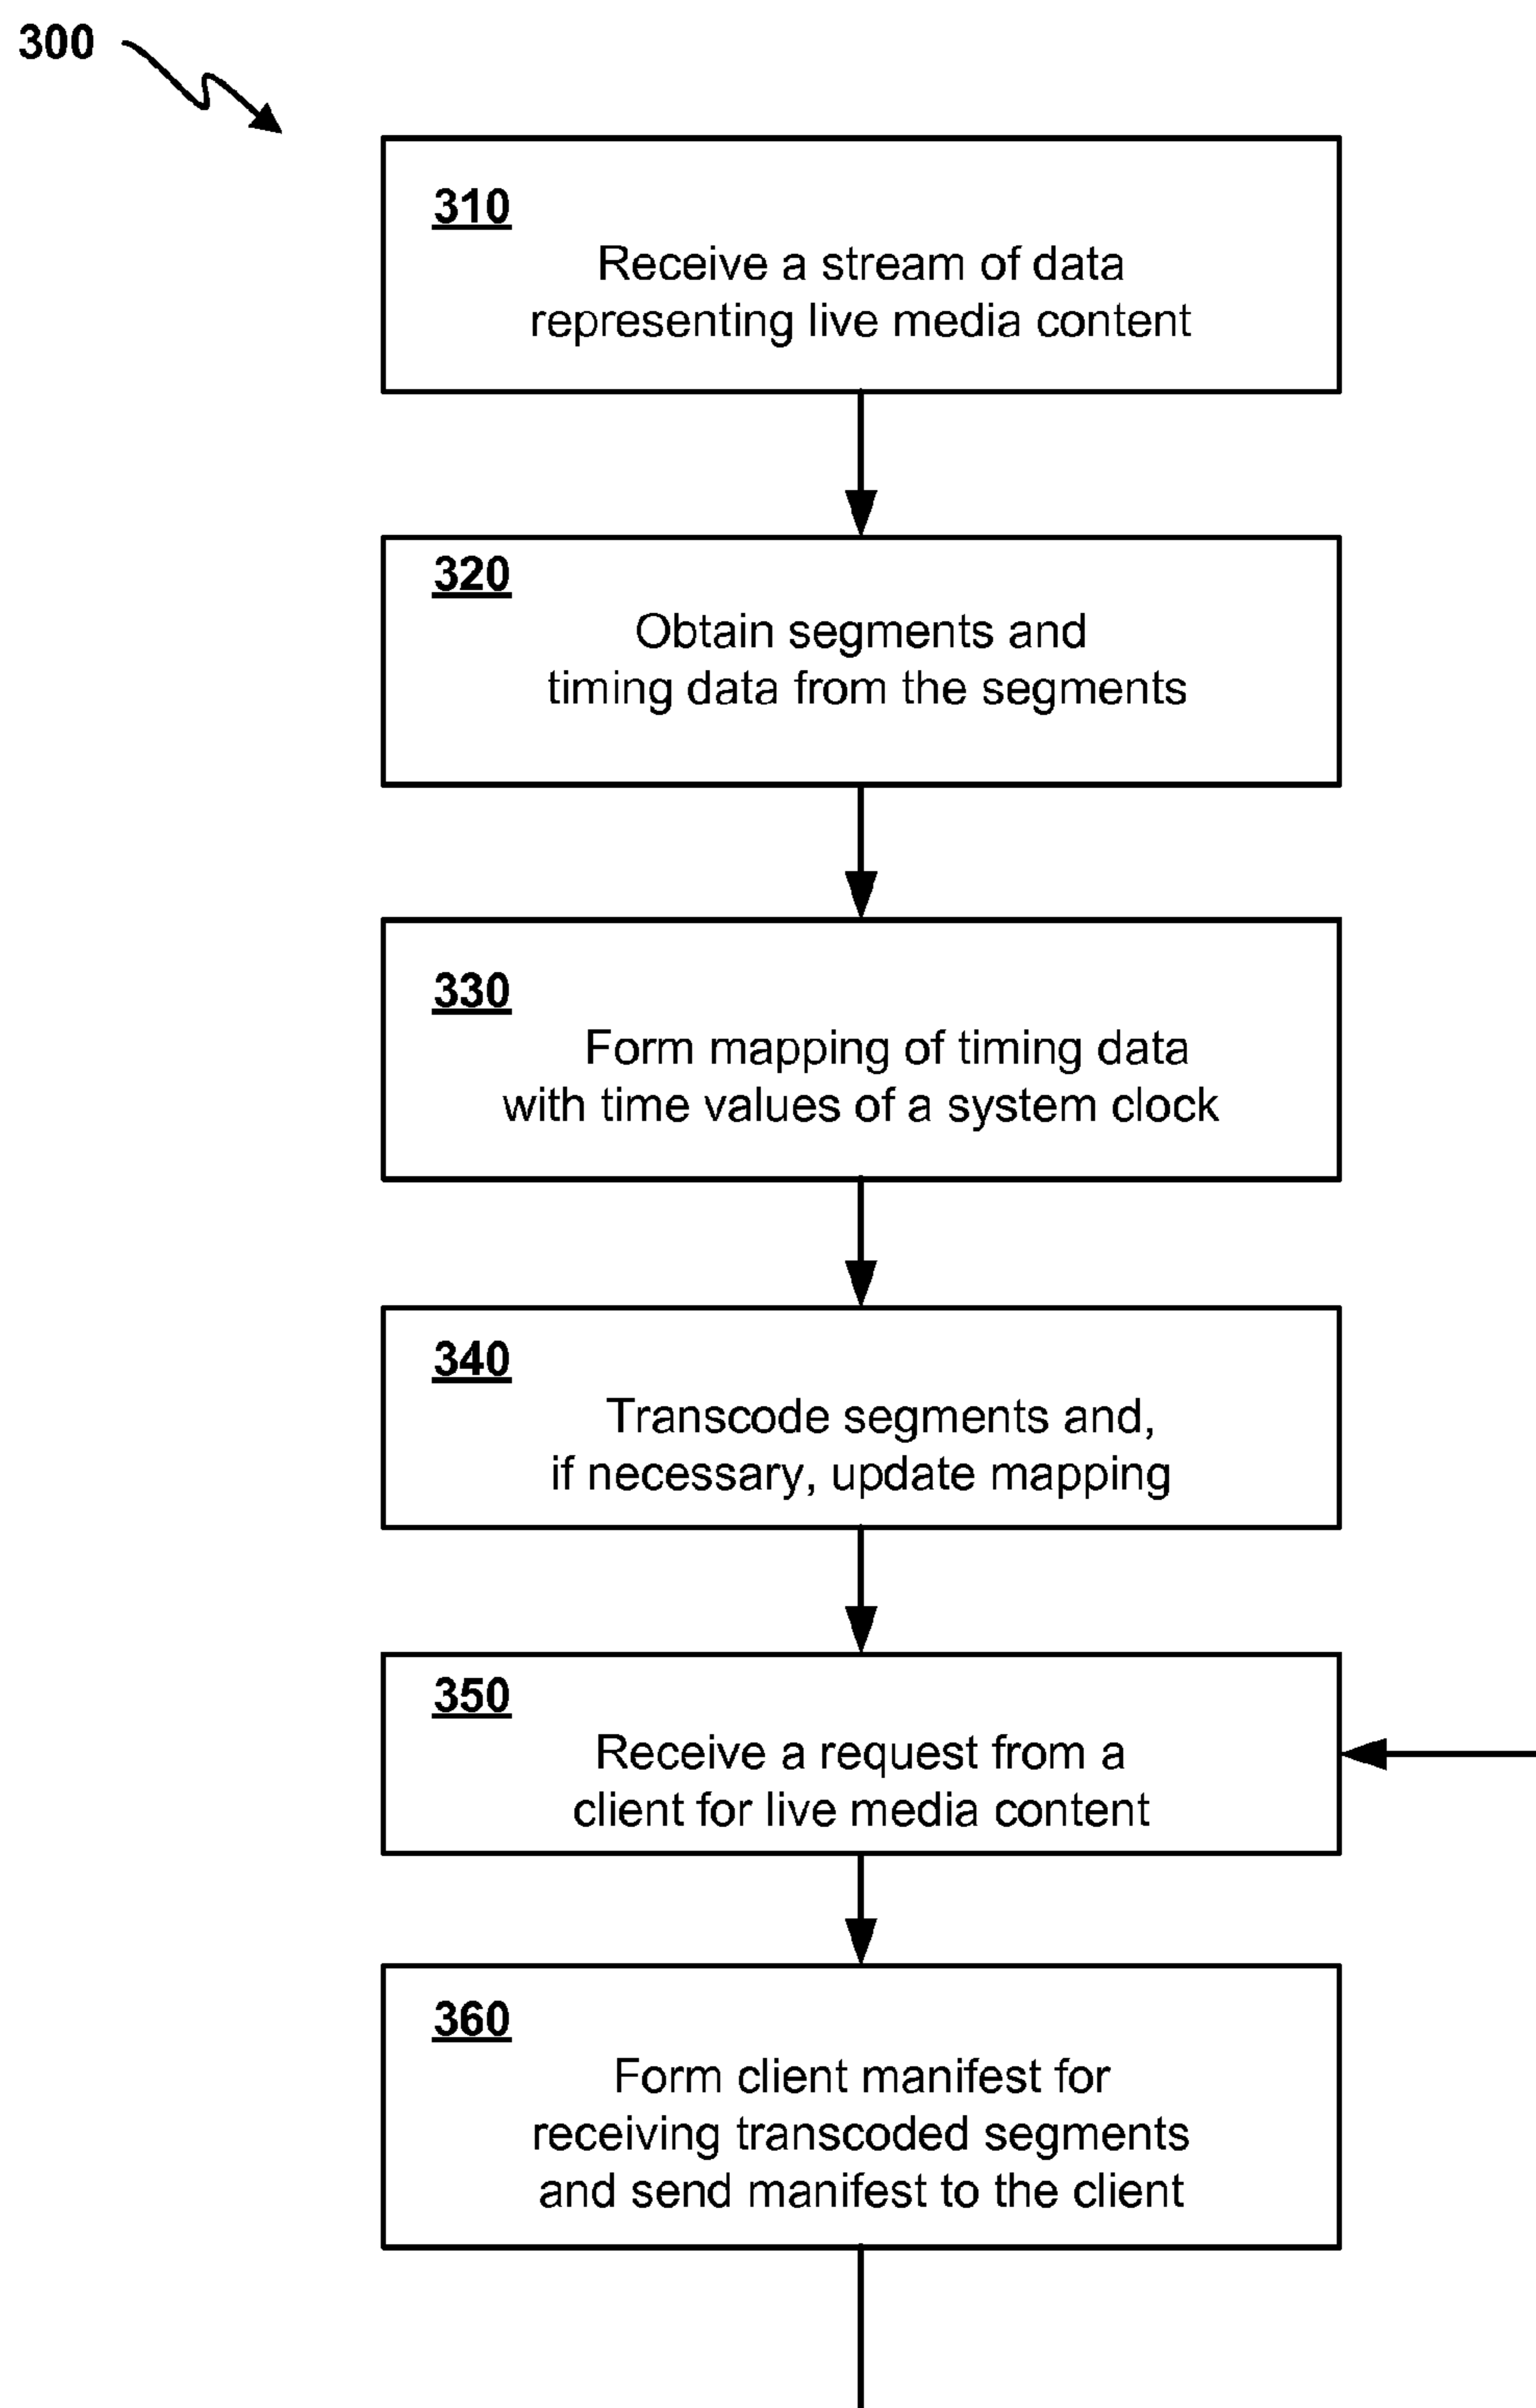 300
310
Receive a stream of data
representing live media content
320
Obtain segments and
timing data from the segments
330
Form mapping of timing data
with time values of a system clock
340
Transcode segments and,
if necessary, update mapping
350
Receive a request from a
client for live media content
360
Form client manifest for
receiving transcoded segments
and send manifest to the client